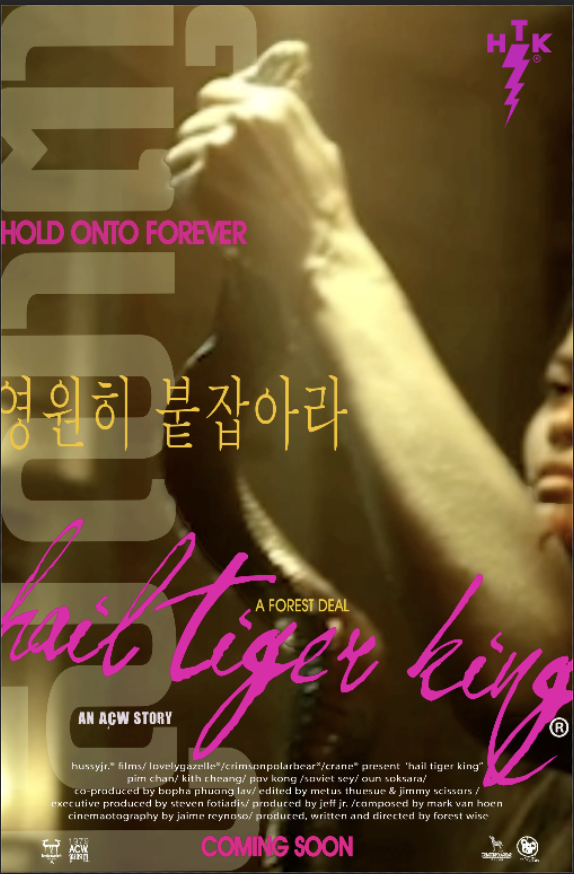 HTK
®
HOLD ONTO FOREVER
영원히 붙잡아라
A FOREST DEAL
hail tiger king
®
AN ACW STORY
hussyjr.® films/ lovelygazelle®/crimsonpolarbear®/crane® present 'hail tiger king"
pim chan/ kith cheang/ pov kong /soviet sey/ oun soksara/
co-produced by bopha phuong lav/ edited by metus thuesue & jimmy scissors /
executive produced by steven fotiadis/ produced by jeff jr. /composed by mark van hoen
cinemaotography by jaime reynoso/ produced, written and directed by forest wise
1975
ACW
COMING SOON